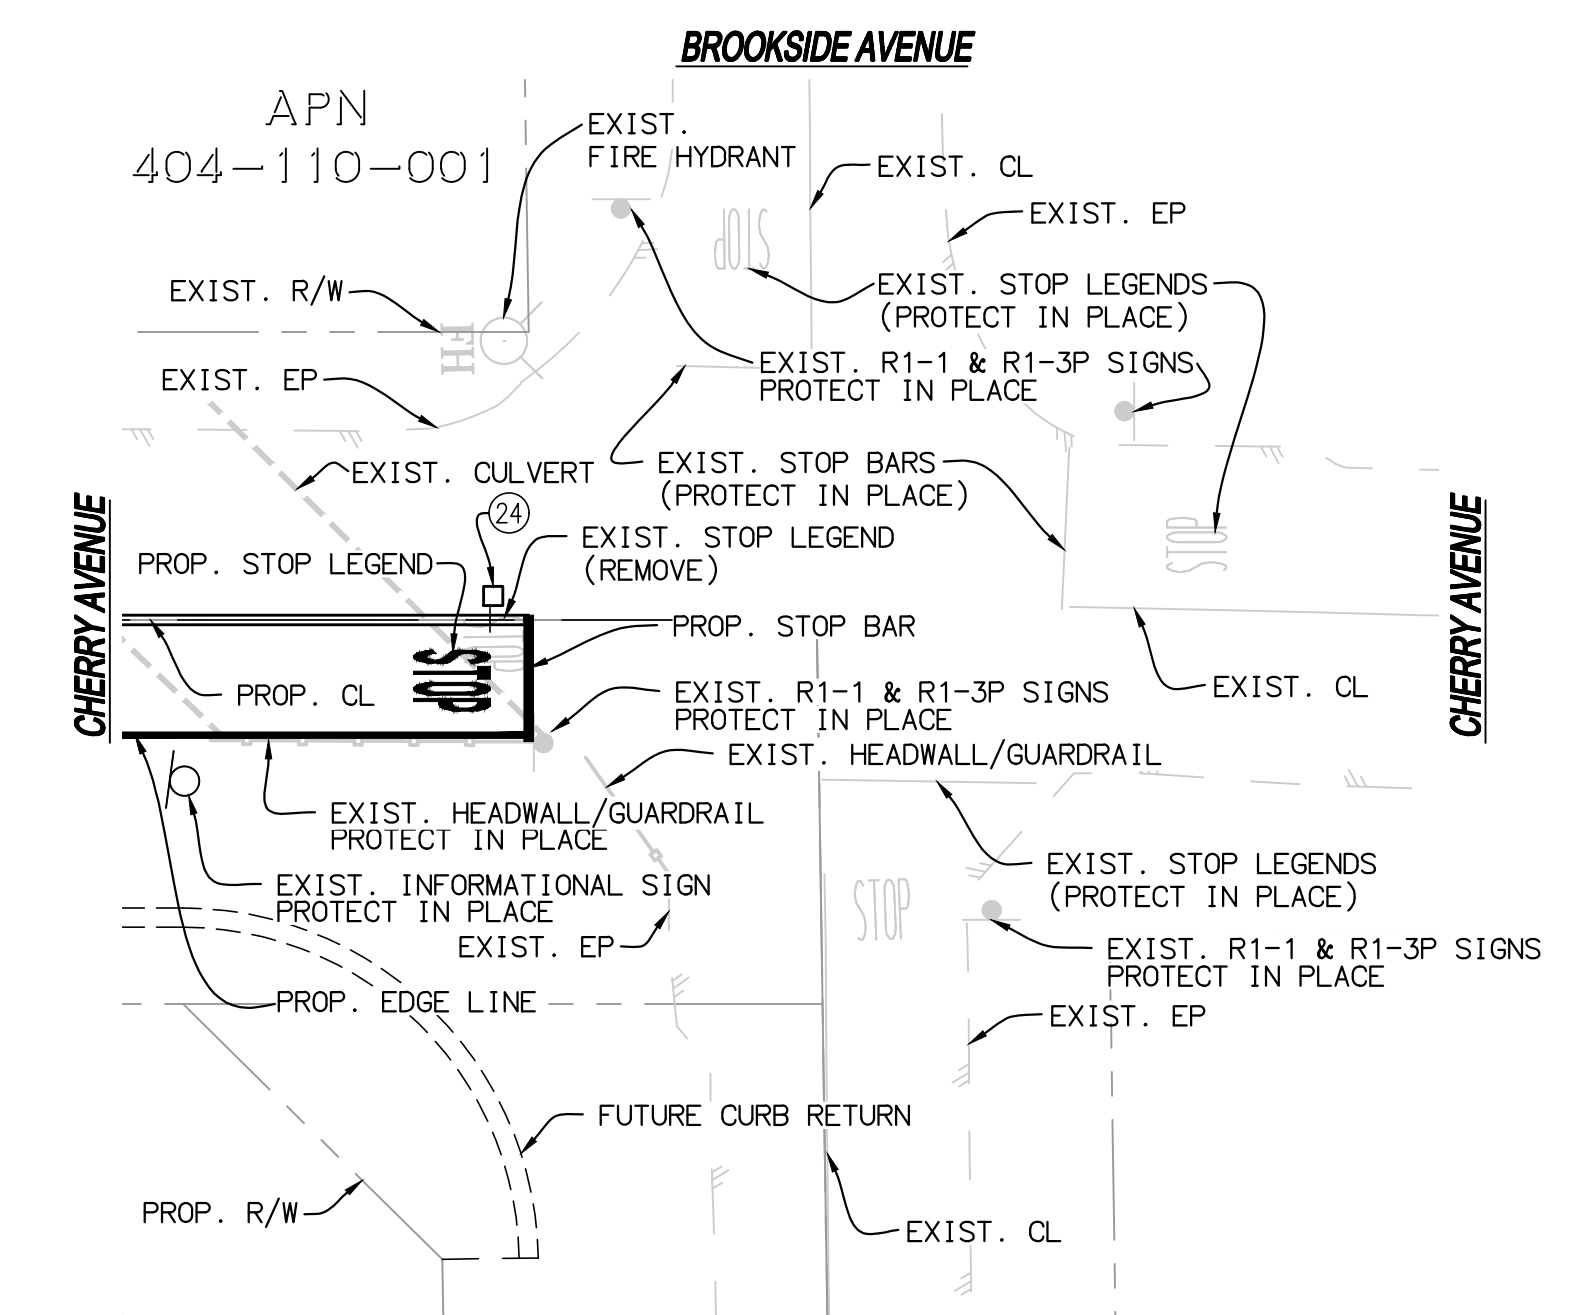 BROOKSIDE AVENUE
APN
404-110-001
EXIST.
FIRE HYDRANT
EXIST. CL
EXIST. EP
STOP
EXIST. R/W
EXIST. STOP LEGENDS
(PROTECT IN PLACE)
FH
EXIST. EP
EXIST. R1-1 & R1-3P SIGNS
PROTECT IN PLACE
EXIST. CULVERT
EXIST. STOP BARS
(PROTECT IN PLACE)
24
STOP
CHERRY AVENUE
CHERRY AVENUE
PROP. STOP LEGEND
EXIST. STOP LEGEND
(REMOVE)
PROP. STOP BAR
STOP
STOP
PROP. CL
EXIST. R1-1 & R1-3P SIGNS
PROTECT IN PLACE
EXIST. CL
EXIST. HEADWALL/GUARDRAIL
EXIST. HEADWALL/GUARDRAIL
PROTECT IN PLACE
EXIST. STOP LEGENDS
(PROTECT IN PLACE)
EXIST. INFORMATIONAL SIGN
PROTECT IN PLACE
STOP
EXIST. EP
EXIST. R1-1 & R1-3P SIGNS
PROTECT IN PLACE
PROP. EDGE LINE
EXIST. EP
FUTURE CURB RETURN
PROP. R/W
EXIST. CL